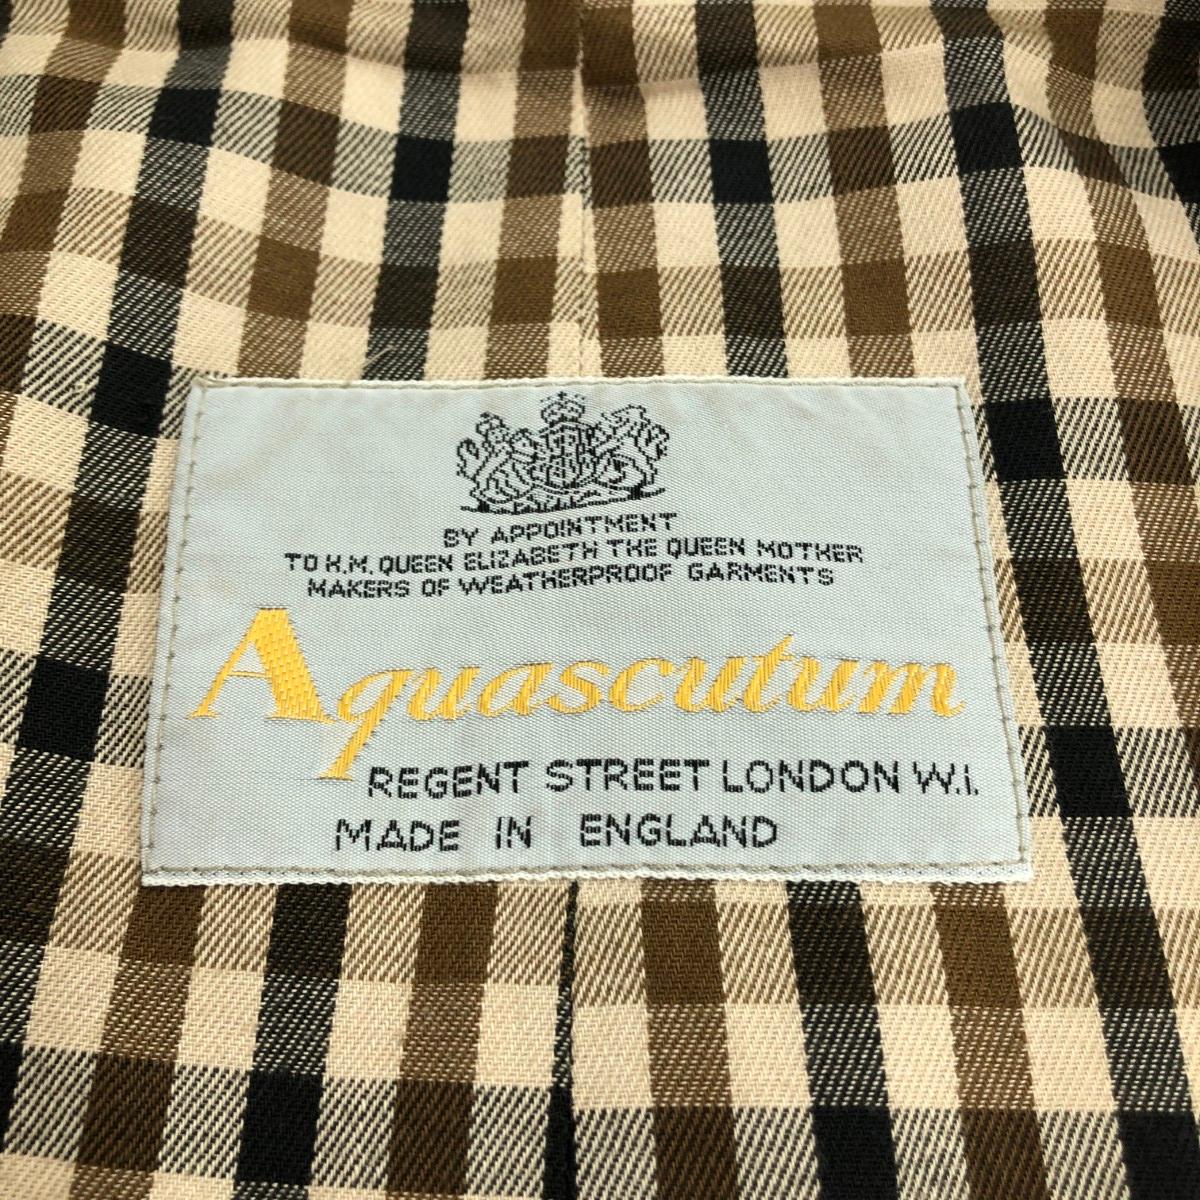 BY APPOINTMENT
TO H.M. QUEEN ELIZABETH THE QUEEN MOTHER
MAKERS OF WEATHERPROOF GARMENTS
Aquascutum
REGENT STREET LONDON W.1.
MADE IN ENGLAND